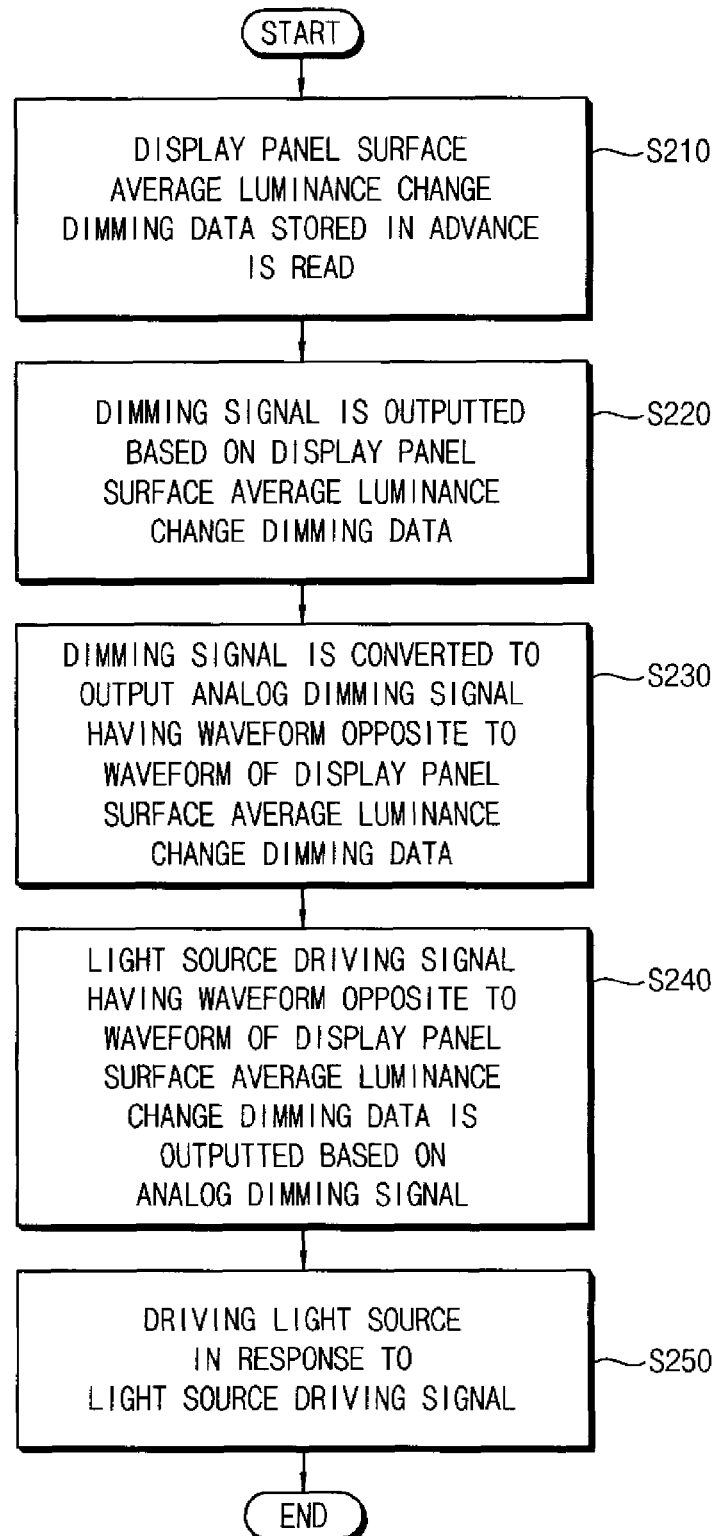 START
DISPLAY PANEL SURFACE
AVERAGE LUMINANCE CHANGE
DIMMING DATA STORED IN ADVANCE
IS READ
S210
DIMMING SIGNAL IS OUTPUTTED
BASED ON DISPLAY PANEL
SURFACE AVERAGE LUMINANCE
CHANGE DIMMING DATA
S220
DIMMING SIGNAL IS CONVERTED TO
OUTPUT ANALOG DIMMING SIGNAL
HAVING WAVEFORM OPPOSITE TO
WAVEFORM OF DISPLAY PANEL
SURFACE AVERAGE LUMINANCE
CHANGE DIMMING DATA
S230
LIGHT SOURCE DRIVING SIGNAL
HAVING WAVEFORM OPPOSITE TO
WAVEFORM OF DISPLAY PANEL
SURFACE AVERAGE LUMINANCE
CHANGE DIMMING DATA IS
OUTPUTTED BASED ON
ANALOG DIMMING SIGNAL
S240
DRIVING LIGHT SOURCE
IN RESPONSE TO
LIGHT SOURCE DRIVING SIGNAL
S250
END